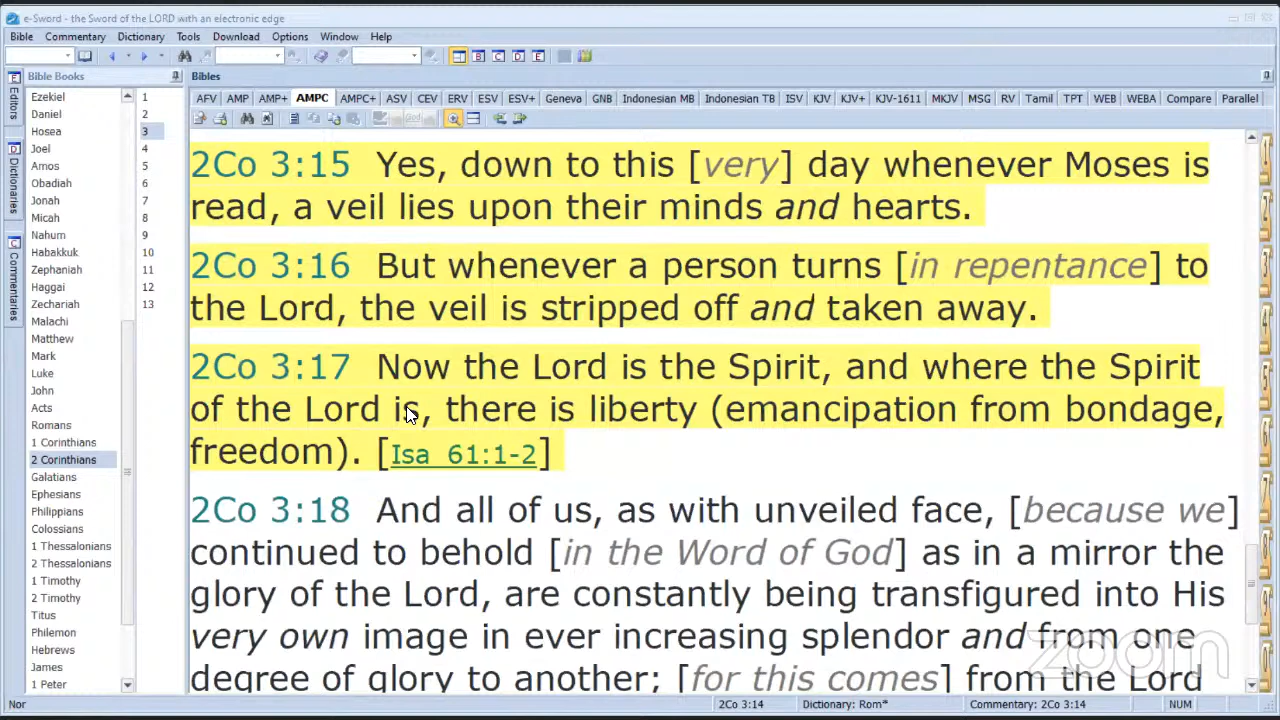 e-Sword - the Sword of the LORD with an electronic edge
Bible Commentary Dictionary Tools Download Options Window Help
Bible Books
Bibles
AFV AMP AMP+ AMPC AMPC+ ASV CEV ERV ESV ESV+ Geneva GNB Indonesian MB Indonesian TB ISV KJV KJV+ KJV-1611 MKJV MSG RV Tamil TPT WEB WEBA Compare Parallel
Editors
Dictionaries
Commentaries
Ezekiel
Daniel
Hosea
Joel
Amos
Obadiah
Jonah
Micah
Nahum
Habakkuk
Zephaniah
Haggai
Zechariah
Malachi
Matthew
Mark
Luke
John
Acts
Romans
1 Corinthians
2 Corinthians
Galatians
Ephesians
Philippians
Colossians
1 Thessalonians
2 Thessalonians
1 Timothy
2 Timothy
Titus
Philemon
Hebrews
James
1 Peter
1
2
3
4
5
6
7
8
9
10
11
12
13
2Co 3:15 Yes, down to this [very] day whenever Moses is
read, a veil lies upon their minds and hearts.
2Co 3:16 But whenever a person turns [in repentance] to
the Lord, the veil is stripped off and taken away.
2Co 3:17 Now the Lord is the Spirit, and where the Spirit
of the Lord is, there is liberty (emancipation from bondage,
freedom). [Isa 61:1-2]
2Co 3:18 And all of us, as with unveiled face, [because we]
continued to behold [in the Word of God] as in a mirror the
glory of the Lord, are constantly being transfigured into His
very own image in ever increasing splendor and from one
degree of glory to another; [for this comes] from the Lord
zoom
Nor
2Co 3:14 Dictionary: Rom* Commentary: 2Co 3:14 NUM